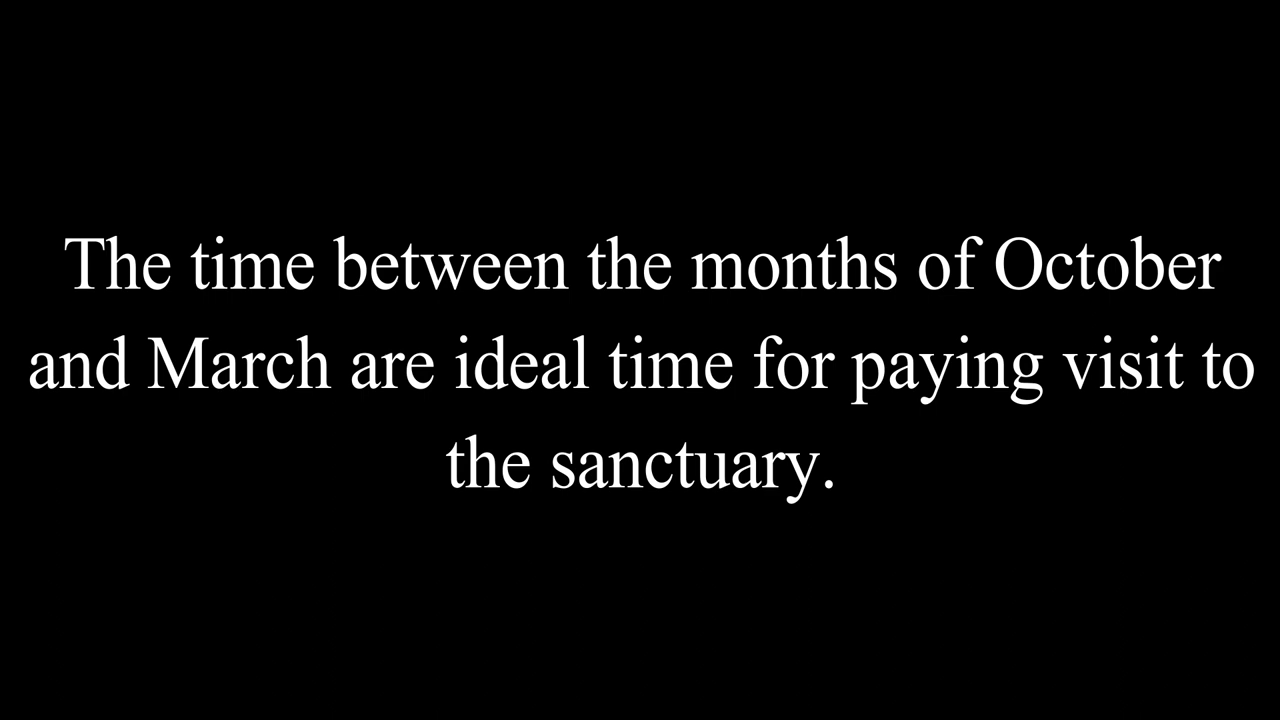 The time between the months of October
and March are ideal time for paying visit to
the sanctuary.